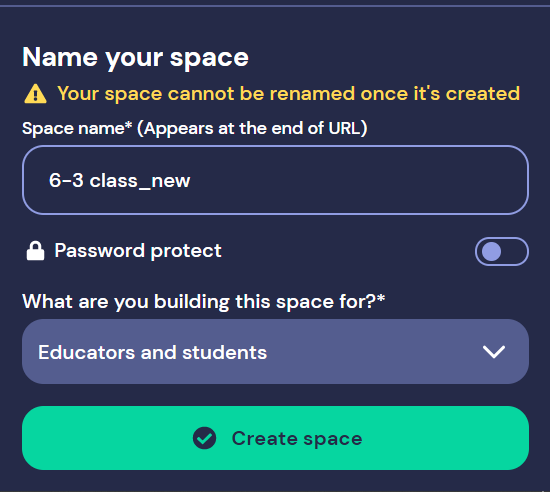 Name your space
Your space cannot be renamed once it's created
Space name* (Appears at the end of URL)
6-3 class_new
Password protect
What are you building this space for?*
Educators and students
Create space